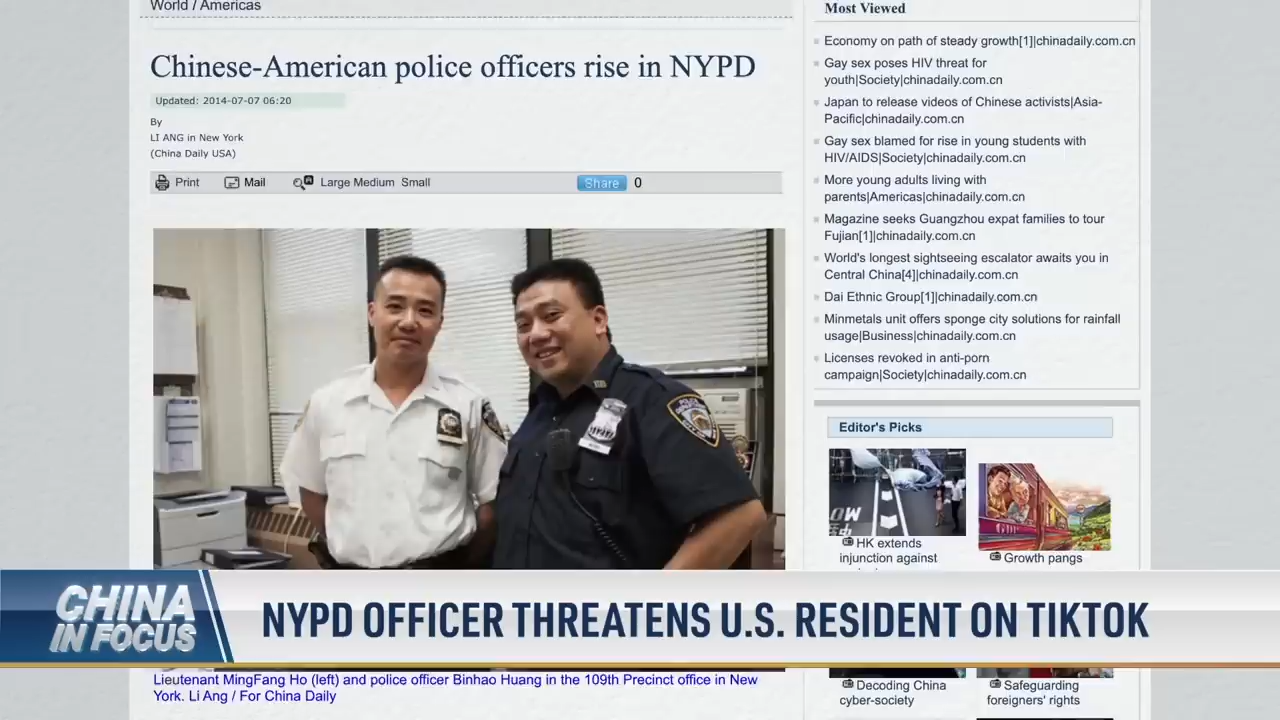 World / Americas
Chinese-American police officers rise in NYPD
Updated: 2014-07-07 06:20
By
LI ANG in New York
(China Daily USA)
Print Mail Large Medium Small Share 0
Most Viewed
Economy on path of steady growth[1]|chinadaily.com.cn
Gay sex poses HIV threat for
youth|Society|chinadaily.com.cn
Japan to release videos of Chinese activists|Asia-
Pacific|chinadaily.com.cn
Gay sex blamed for rise in young students with
HIV/AIDS|Society|chinadaily.com.cn
More young adults living with
parents|Americas|chinadaily.com.cn
Magazine seeks Guangzhou expat families to tour
Fujian[1]|chinadaily.com.cn
World's longest sightseeing escalator awaits you in
Central China[4]|chinadaily.com.cn
Dai Ethnic Group[1]|chinadaily.com.cn
Minmetals unit offers sponge city solutions for rainfall
usage|Business|chinadaily.com.cn
Licenses revoked in anti-porn
campaign|Society|chinadaily.com.cn
Editor's Picks
HK extends
injunction against
Growth pangs
CHINA
IN FOCUS
NYPD OFFICER THREATENS U.S. RESIDENT ON TIKTOK
Lieutenant MingFang Ho (left) and police officer Binhao Huang in the 109th Precinct office in New
York. Li Ang / For China Daily
Decoding China
cyber-society
Safeguarding
foreigners' rights